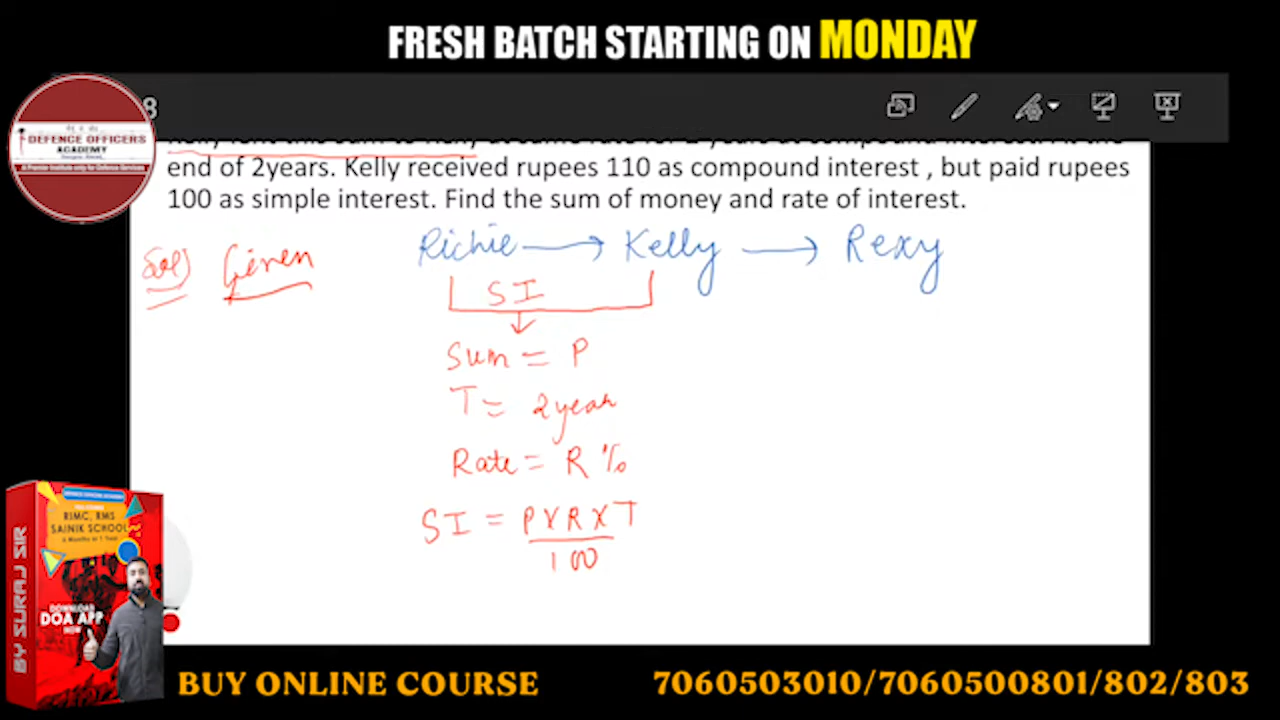 FRESH BATCH STARTING ON MONDAY
8
DEFENCE OFFICERS
ACADEMY
end of 2years. Kelly received rupees 110 as compound interest , but paid rupees
100 as simple interest. Find the sum of money and rate of interest.
Sol) Given
Richie → Kelly → Rexy
SI
Sum = P
T = 2year
Rate = R %
SI = P X R X T
100
RIMC, RMS
SAINIK SCHOOL
DOWNLOAD
DOA APP
NOW
BY SURAJ SIR
BUY ONLINE COURSE
7060503010/7060500801/802/803